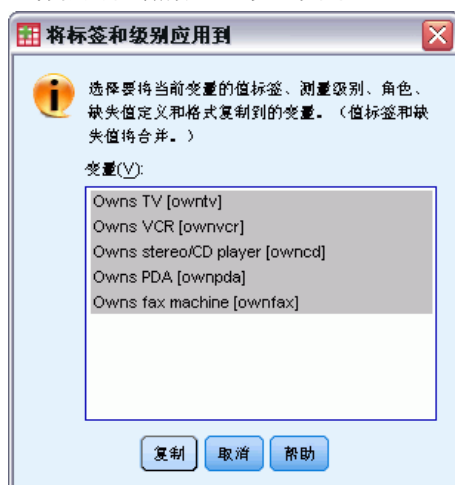 将标签和级别应用到
选择要将当前变量的值标签、测量级别、角色、
缺失值定义和格式复制到的变量。（值标签和缺
失值将合并。）
变量(V):
Owns TV [owntv]
Owns VCR [ownvcr]
Owns stereo/CD player [owncd]
Owns PDA [ownpda]
Owns fax machine [ownfax]
复制 取消 帮助